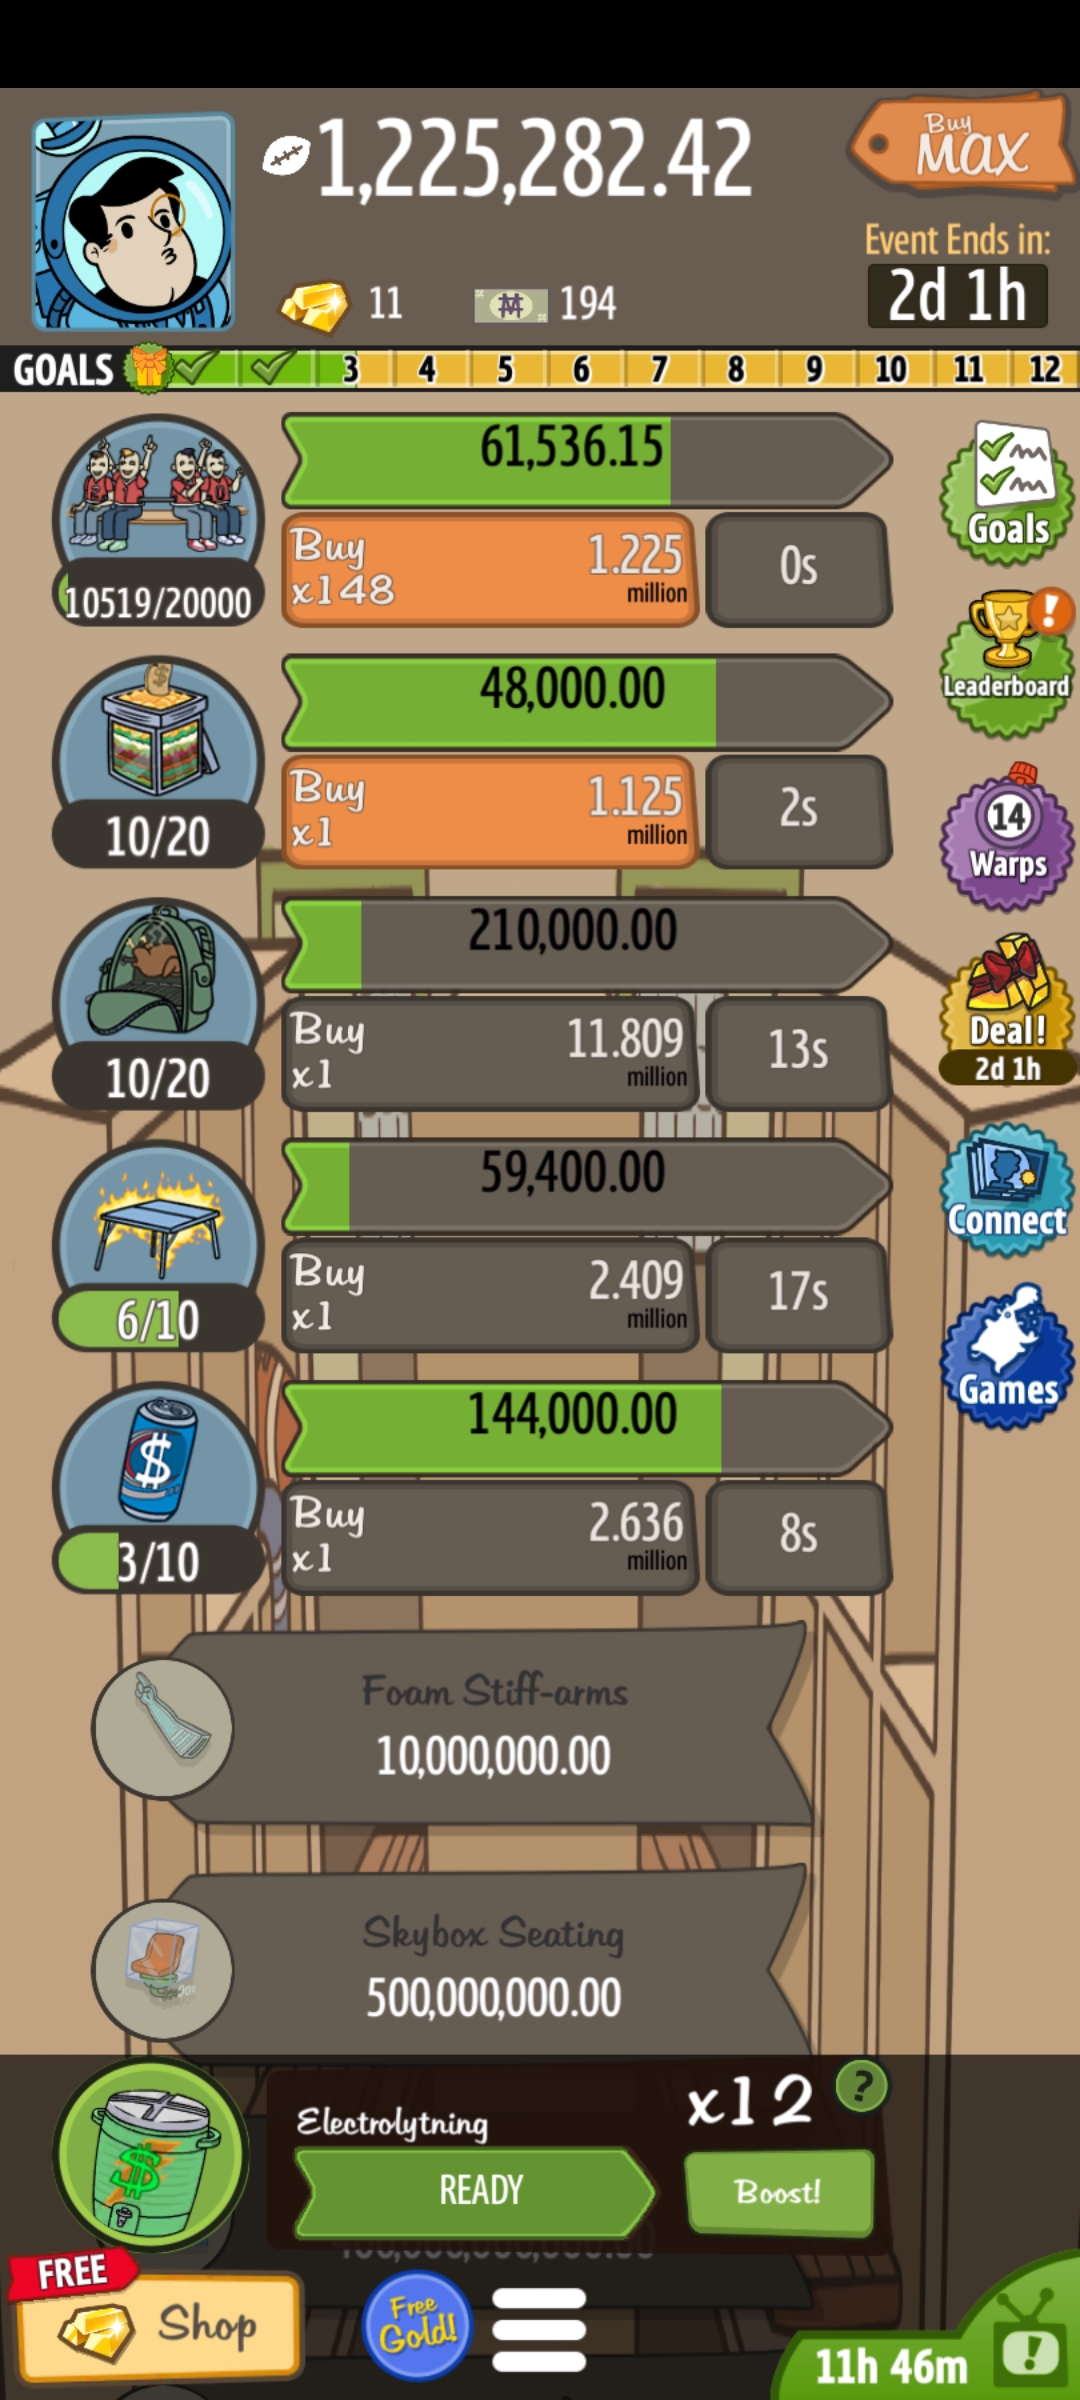 1,225,282.42
Buy
MAX
Event Ends in:
2d 1h
11
194
GOALS
3 4 5 6 7 8 9 10 11 12
61,536.15
10519/20000
Buy
x148
1.225
million
0s
Goals
Leaderboard
48,000.00
10/20
Buy
x1
1.125
million
2s
14
Warps
210,000.00
10/20
Buy
x1
11.809
million
13s
Deal!
2d 1h
59,400.00
6/10
Buy
x1
2.409
million
17s
Connect
Games
144,000.00
3/10
Buy
x1
2.636
million
8s
Foam Stiff-arms
10,000,000.00
Skybox Seating
500,000,000.00
Electrolytning
x12
?
READY
Boost!
FREE
Shop
Free
Gold!
11h 46m